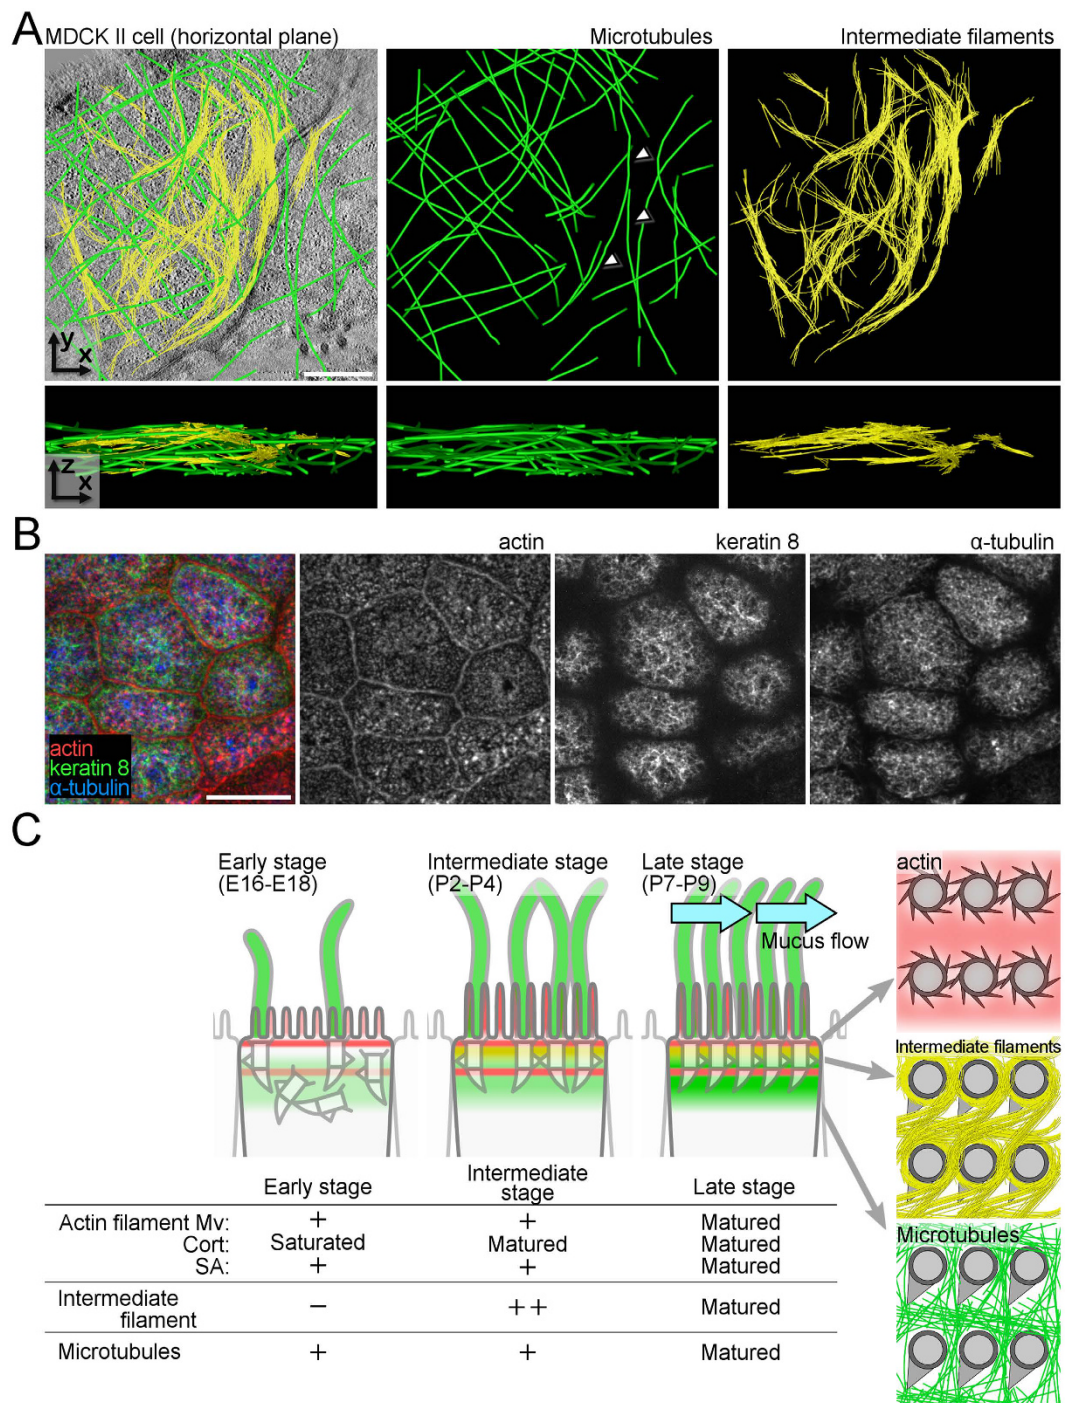 A
MDCK II cell (horizontal plane)
Microtubules
Intermediate filaments
y
x
z
x
B
actin
keratin 8
α-tubulin
actin
keratin 8
α-tubulin
C
Early stage
(E16-E18)
Intermediate stage
(P2-P4)
Late stage
(P7-P9)
Mucus flow
actin
Intermediate filaments
Microtubules
Early stage
Intermediate
stage
Late stage
Actin filament Mv: + + Matured
Cort: Saturated Matured Matured
SA: + + Matured
Intermediate
filament − ++ Matured
Microtubules + + Matured